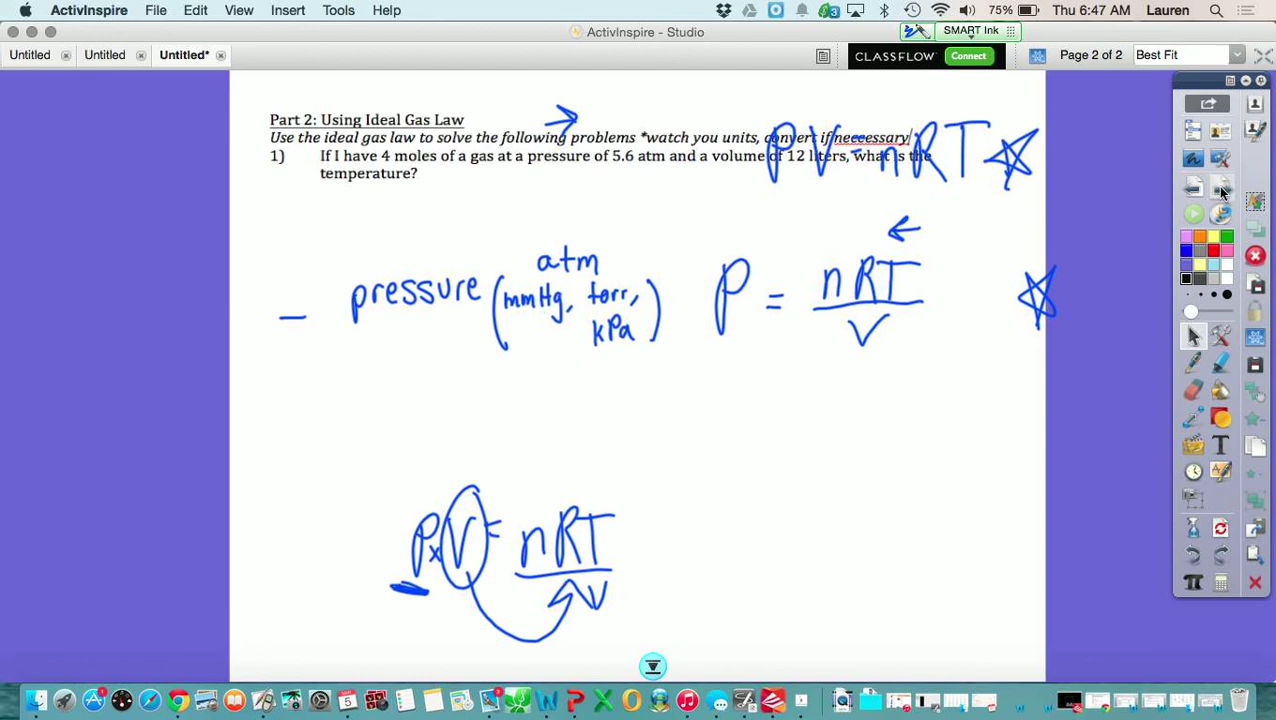 ActivInspire File Edit View Insert Tools Help 3 75% Thu 6:47 AM Lauren
ActivInspire - Studio SMART Ink
Untitled Untitled Untitled* CLASSFLOW Connect Page 2 of 2 Best Fit
Part 2: Using Ideal Gas Law
Use the ideal gas law to solve the following problems *watch you units, convert if neccessary/
1) If I have 4 moles of a gas at a pressure of 5.6 atm and a volume of 12 liters, what is the
temperature?
PV=nRT
atm
– pressure (mmHg, torr,
kPa)
P = nRT
V
PxV= nRT
V